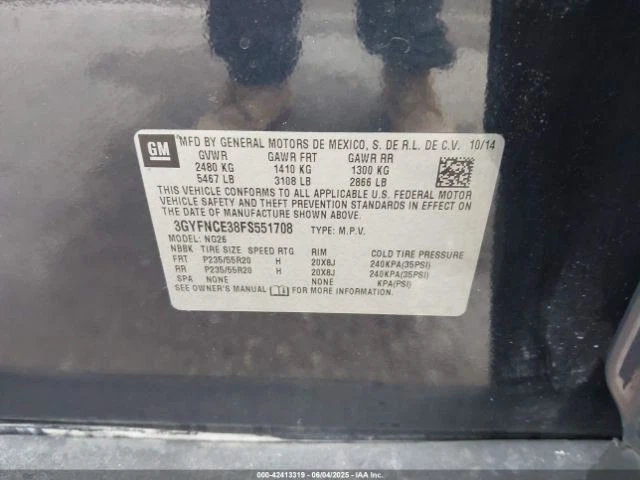 GM
MFD BY GENERAL MOTORS DE MEXICO, S. DE R.L. DE C.V. 10/14
GVWR GAWR FRT GAWR RR
2480 KG 1410 KG 1300 KG
5467 LB 3108 LB 2866 LB
THIS VEHICLE CONFORMS TO ALL APPLICABLE U.S. FEDERAL MOTOR
VEHICLE SAFETY AND THEFT PREVENTION STANDARDS IN EFFECT ON THE
DATE OF MANUFACTURE SHOWN ABOVE.
3GYFNCE38FS551708 TYPE: M.P.V.
MODEL: NG26
NBBK TIRE SIZE SPEED RTG RIM COLD TIRE PRESSURE
FRT P235/55R20 H 20X8J 240KPA(35PSI)
RR P235/55R20 H 20X8J 240KPA(35PSI)
SPA NONE NONE KPA(PSI)
SEE OWNER'S MANUAL FOR MORE INFORMATION.
000-42413319 - 06/04/2025 - IAAI.COM